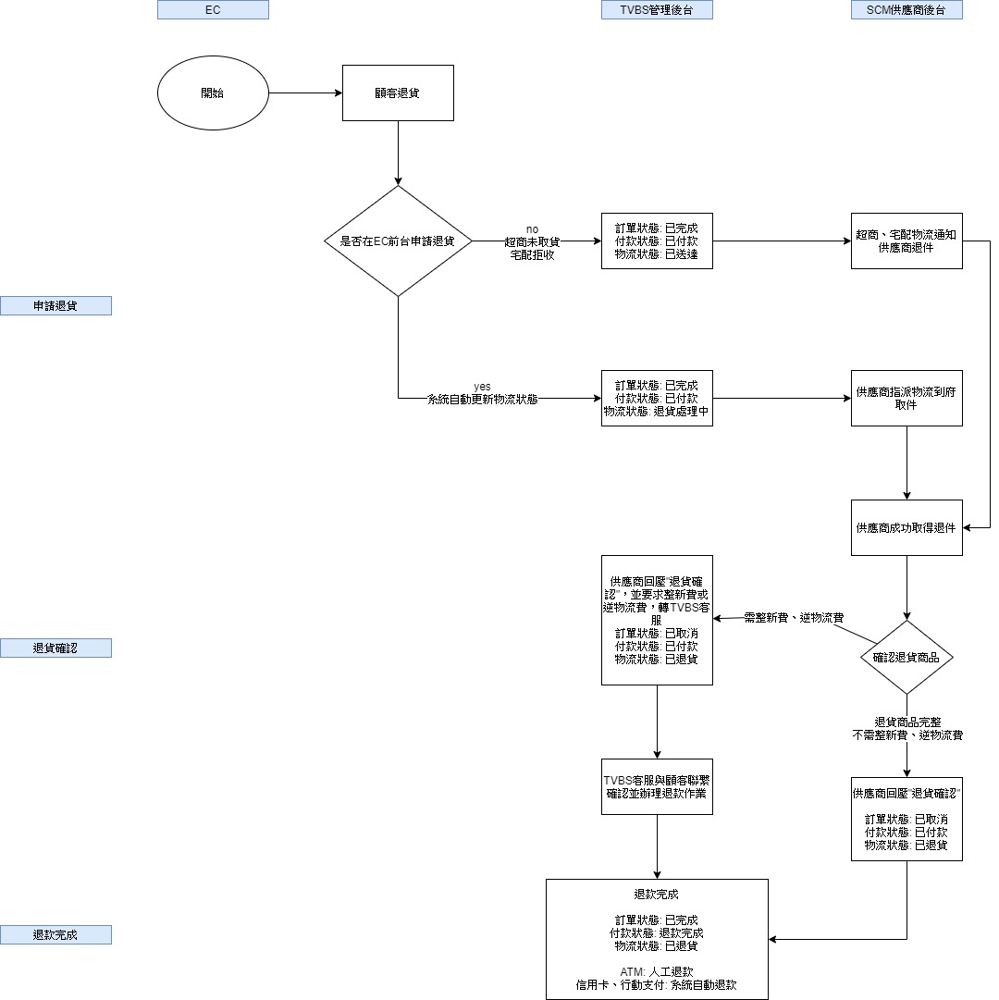 EC
TVBS管理後台
SCM供應商後台
開始
顧客退貨
是否在EC前台申請退貨
no
超商未取貨
宅配拒收
訂單狀態: 已完成
付款狀態: 已付款
物流狀態: 已送達
超商、宅配物流通知
供應商退件
申請退貨
yes
系統自動更新物流狀態
訂單狀態: 已完成
付款狀態: 已付款
物流狀態: 退貨處理中
供應商指派物流到府
取件
供應商成功取得退件
供應商回壓"退貨確
認"，並要求整新費或
逆物流費，轉TVBS客
服
訂單狀態: 已取消
付款狀態: 已付款
物流狀態: 已退貨
需整新費、逆物流費
退貨確認
確認退貨商品
退貨商品完整
不需整新費、逆物流費
TVBS客服與顧客聯繫
確認並辦理退款作業
供應商回壓"退貨確認"
訂單狀態: 已取消
付款狀態: 已付款
物流狀態: 已退貨
退款完成
退款完成
訂單狀態: 已完成
付款狀態: 退款完成
物流狀態: 已退貨
ATM: 人工退款
信用卡、行動支付: 系統自動退款